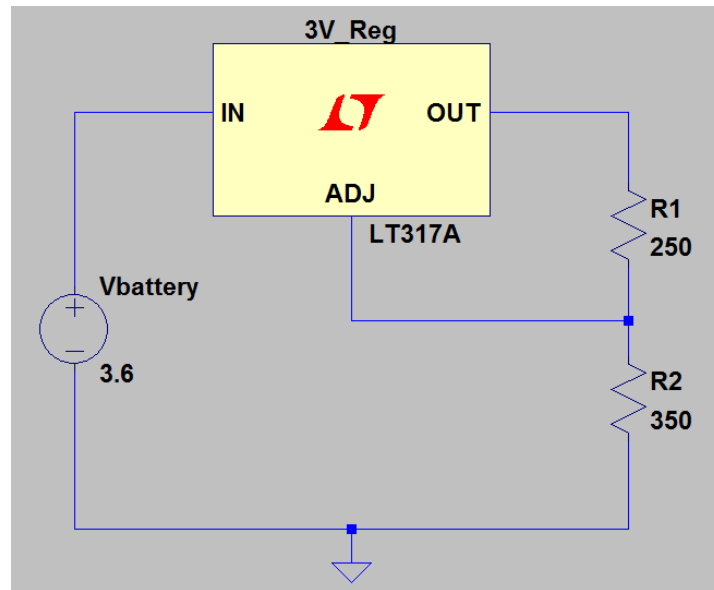 3V_Reg
IN
OUT
ADJ
LT317A
R1
250
Vbattery
3.6
R2
350